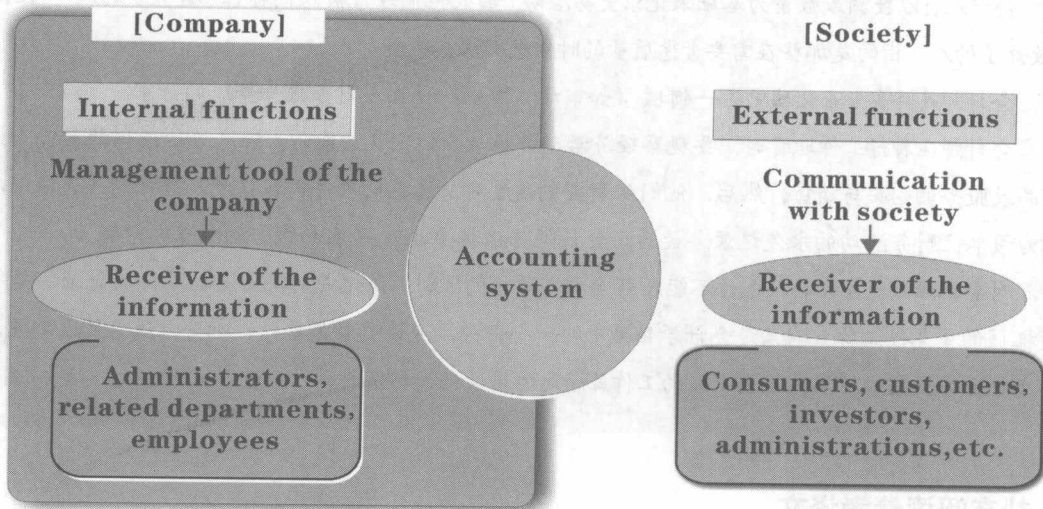 [Company]
Internal functions
Management tool of the
company
Receiver of the
information
Administrators,
related departments,
employees
Accounting
system
[Society]
External functions
Communication
with society
Receiver of the
information
Consumers, customers,
investors,
administrations,etc.